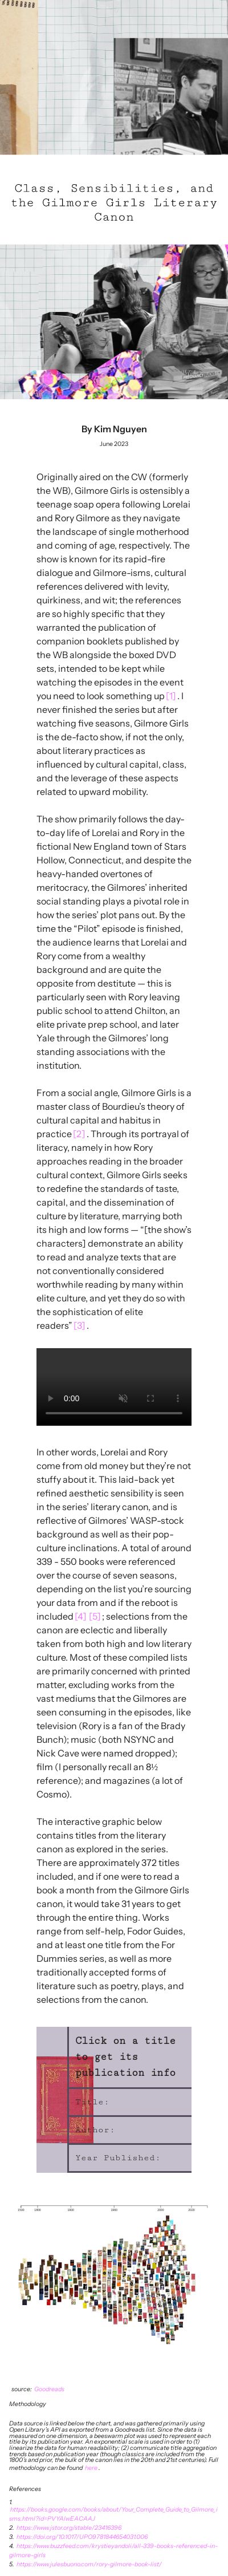 Class, Sensibilities, and
the Gilmore Girls Literary
Canon
JANE
By Kim Nguyen
June 2023
Originally aired on the CW (formerly
the WB), Gilmore Girls is ostensibly a
teenage soap opera following Lorelai
and Rory Gilmore as they navigate
the landscape of single motherhood
and coming of age, respectively. The
show is known for its rapid-fire
dialogue and Gilmore-isms, cultural
references delivered with levity,
quirkiness, and wit; the references
are so highly specific that they
warranted the publication of
companion booklets published by
the WB alongside the boxed DVD
sets, intended to be kept while
watching the episodes in the event
you need to look something up [1] . I
never finished the series but after
watching five seasons, Gilmore Girls
is the de-facto show, if not the only,
about literary practices as
influenced by cultural capital, class,
and the leverage of these aspects
related to upward mobility.
The show primarily follows the day-
to-day life of Lorelai and Rory in the
fictional New England town of Stars
Hollow, Connecticut, and despite the
heavy-handed overtones of
meritocracy, the Gilmores' inherited
social standing plays a pivotal role in
how the series' plot pans out. By the
time the "Pilot" episode is finished,
the audience learns that Lorelai and
Rory come from a wealthy
background and are quite the
opposite from destitute — this is
particularly seen when Rory leaving
public school to attend Chilton, an
elite private prep school, and later
Yale through the Gilmores' long
standing associations with the
institution.
From a social angle, Gilmore Girls is a
master class of Bourdieu's theory of
cultural capital and habitus in
practice [2] . Through its portrayal of
literacy, namely in how Rory
approaches reading in the broader
cultural context, Gilmore Girls seeks
to redefine the standards of taste,
capital, and the dissemination of
culture by literature, marrying both
its high and low forms — "[the show's
characters] demonstrate an ability
to read and analyze texts that are
not conventionally considered
worthwhile reading by many within
elite culture, and yet they do so with
the sophistication of elite
readers" [3] .
0:00
In other words, Lorelai and Rory
come from old money but they're not
stuffy about it. This laid-back yet
refined aesthetic sensibility is seen
in the series' literary canon, and is
reflective of Gilmores' WASP-stock
background as well as their pop-
culture inclinations. A total of around
339 - 550 books were referenced
over the course of seven seasons,
depending on the list you're sourcing
your data from and if the reboot is
included [4] [5] ; selections from the
canon are eclectic and liberally
taken from both high and low literary
culture. Most of these compiled lists
are primarily concerned with printed
matter, excluding works from the
vast mediums that the Gilmores are
seen consuming in the episodes, like
television (Rory is a fan of the Brady
Bunch); music (both NSYNC and
Nick Cave were named dropped);
film (I personally recall an 8½
reference); and magazines (a lot of
Cosmo).
The interactive graphic below
contains titles from the literary
canon as explored in the series.
There are approximately 372 titles
included, and if one were to read a
book a month from the Gilmore Girls
canon, it would take 31 years to get
through the entire thing. Works
range from self-help, Fodor Guides,
and at least one title from the For
Dummies series, as well as more
traditionally accepted forms of
literature such as poetry, plays, and
selections from the canon.
Click on a title
to get its
publication info
Title:
Author:
Year Published:
source: Goodreads
Methodology
Data source is linked below the chart, and was gathered primarily using
Open Library's API as exported from a Goodreads list. Since the data is
measured on one dimension, a beeswarm plot was used to represent each
title by its publication year. An exponential scale is used in order to (1)
linearize the data to affirm readability; (2) communicate title aggregation
trends based on publication year (though classics are included from the
1800's and prior, the bulk of the canon are in the 20th and 21st centuries). Full
methodology can be found here.
References
1
2. https://www.jstor.org/stable/23416396
4. https://www.buzzfeed.com/krystieyandoli/all-339-books-referenced-in-
gilmore-girls